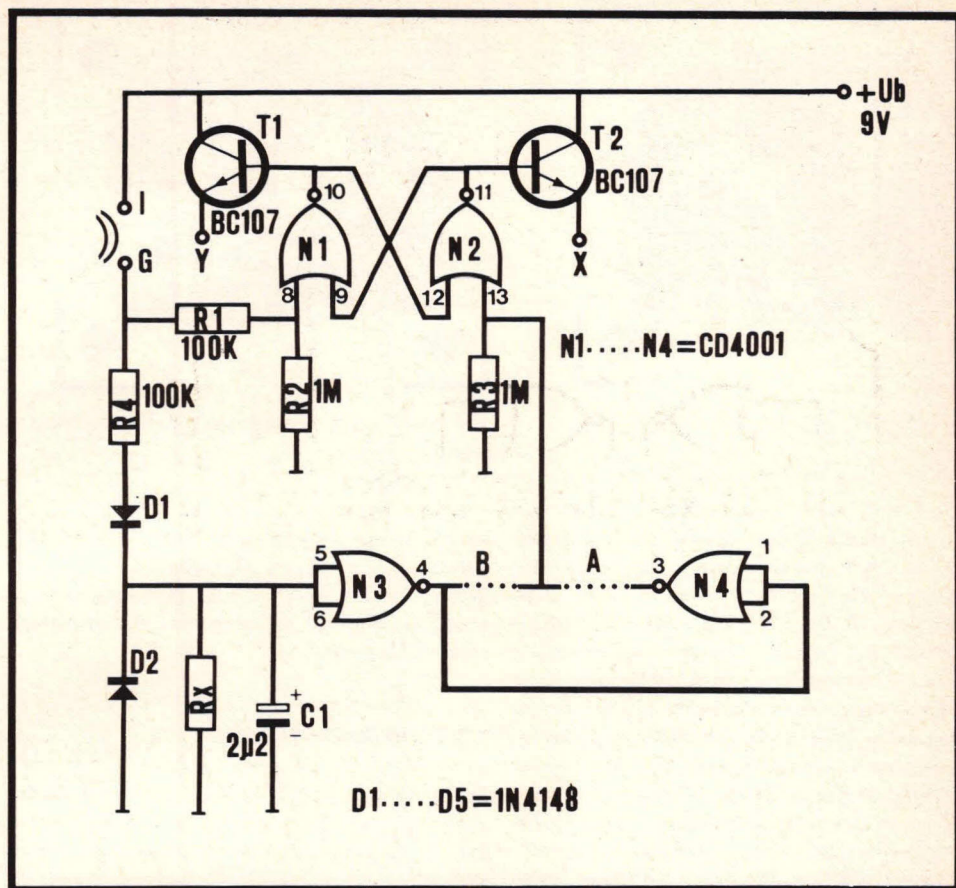 +Ub
9V
T1
T2
BC107
BC107
10
11
I
G
Y
X
N1
N2
8
9
12
13
R1
100K
N1.....N4=CD4001
R4
100K
R2
1M
R3
1M
D1
5
6
N3
4
B
A
3
N4
1
2
D2
RX
+
-
C1
2µ2
D1.....D5=1N4148